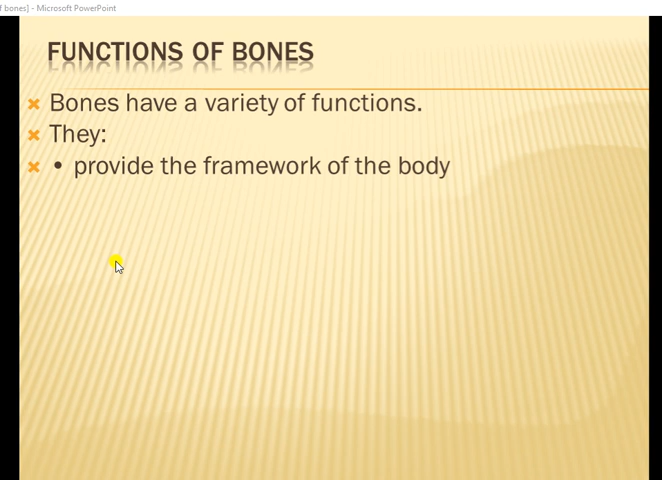 f bones] - Microsoft PowerPoint
FUNCTIONS OF BONES
Bones have a variety of functions.
They:
• provide the framework of the body